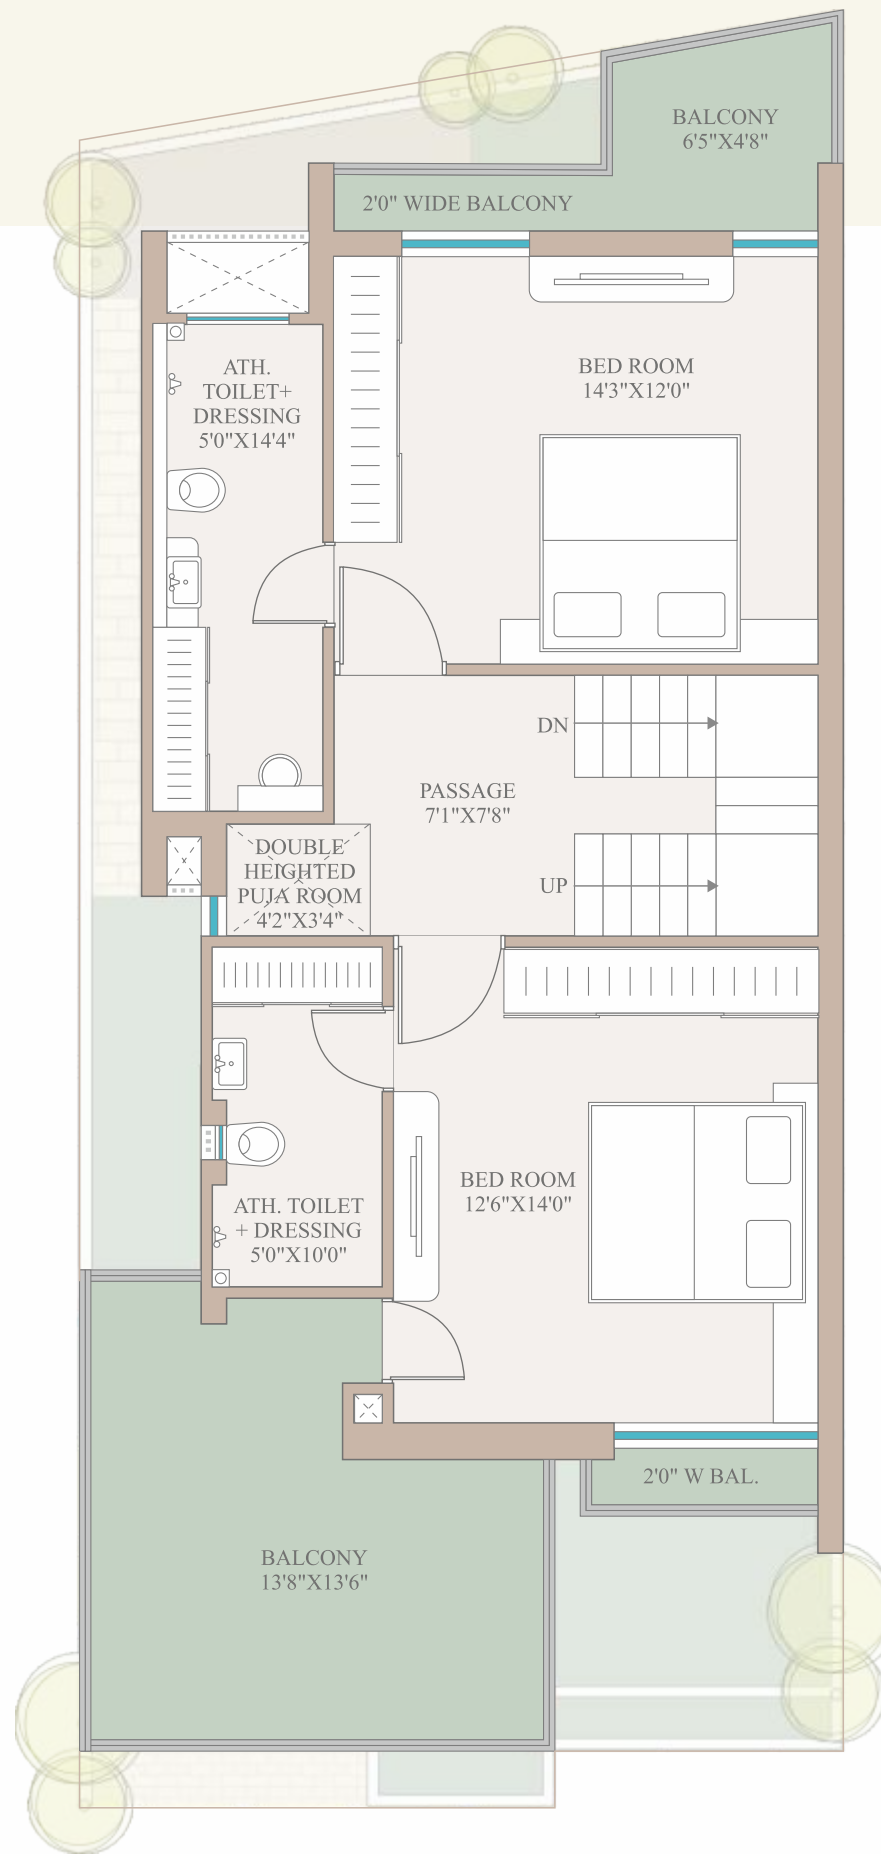 BALCONY
6'5"X4'8"
2'0" WIDE BALCONY
ATH.
TOILET+
DRESSING
5'0"X14'4"
BED ROOM
14'3"X12'0"
DN
PASSAGE
7'1"X7'8"
UP
DOUBLE
HEIGHTED
PUJA ROOM
4'2"X3'4"
BED ROOM
12'6"X14'0"
ATH. TOILET
+ DRESSING
5'0"X10'0"
2'0" W BAL.
BALCONY
13'8"X13'6"